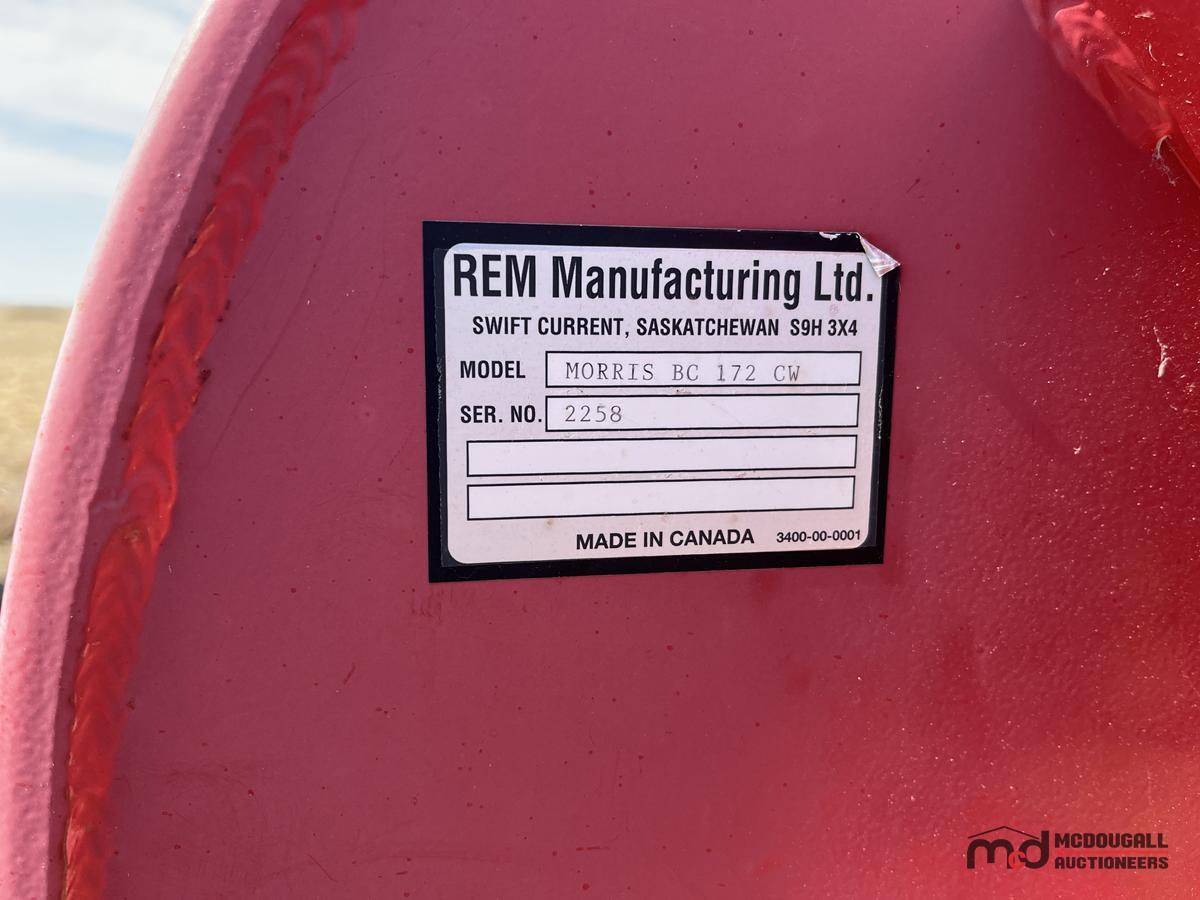 REM Manufacturing Ltd.
SWIFT CURRENT, SASKATCHEWAN S9H 3X4
MODEL MORRIS BC 172 CW
SER. NO. 2258
MADE IN CANADA 3400-00-0001
md MCDOUGALL
AUCTIONEERS